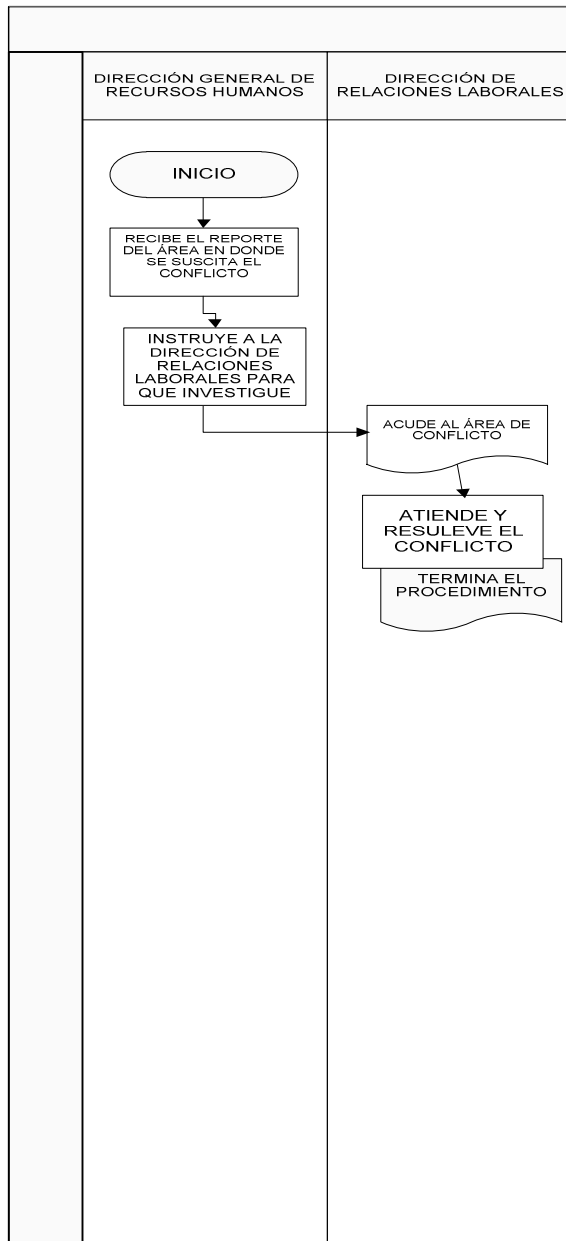 DIRECCIÓN GENERAL DE
RECURSOS HUMANOS
DIRECCIÓN DE
RELACIONES LABORALES
INICIO
RECIBE EL REPORTE
DEL ÁREA EN DONDE
SE SUSCITA EL
CONFLICTO
INSTRUYE A LA
DIRECCIÓN DE
RELACIONES
LABORALES PARA
QUE INVESTIGUE
ACUDE AL ÁREA DE
CONFLICTO
ATIENDE Y
RESULEVE EL
CONFLICTO
TERMINA EL
PROCEDIMIENTO